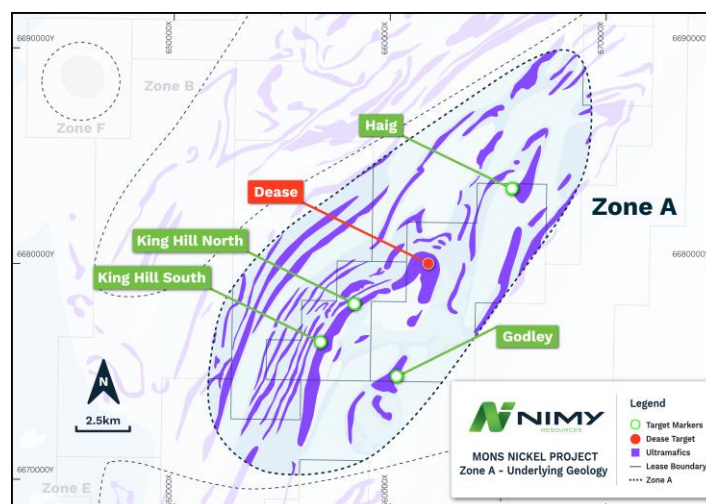 650000X
660000X
670000X
6690000Y
6690000Y
Zone B
Zone F
Haig
Dease
Zone A
King Hill North
6680000Y
6680000Y
King Hill South
Godley
N
2.5km
NIMY
RESOURCES
MONS NICKEL PROJECT
Zone A - Underlying Geology
Legend
Target Markers
Dease Target
Ultramafics
Lease Boundary
Zone A
6670000Y
Zone E